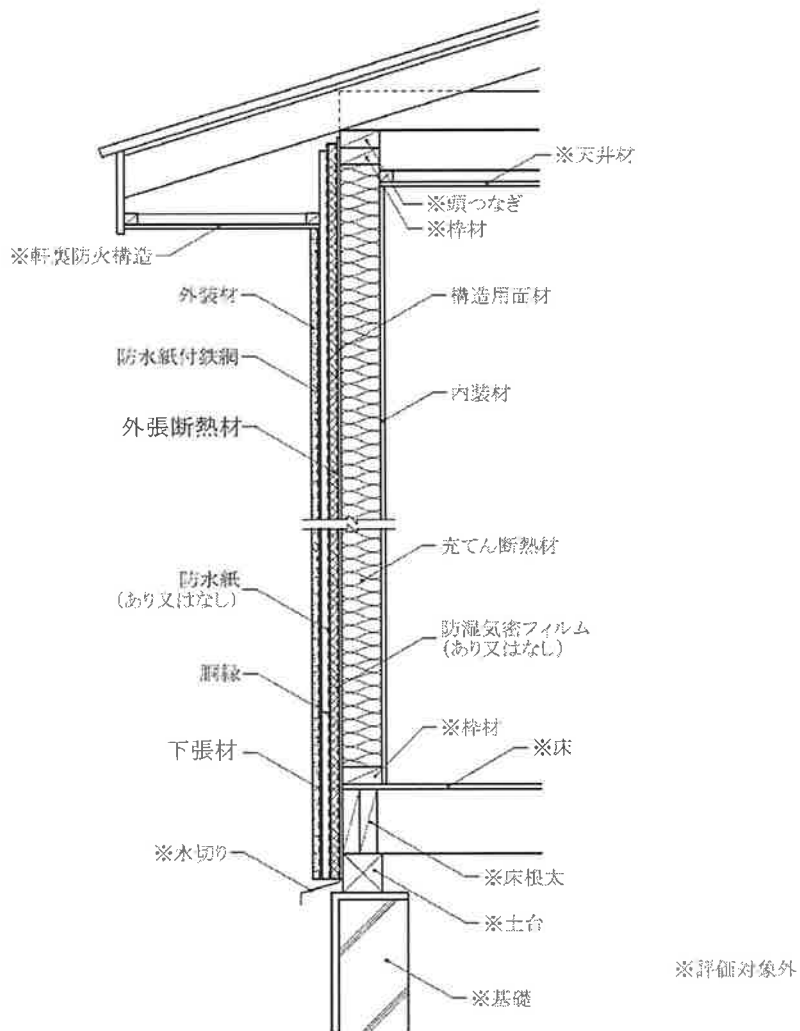 ※天井材
※頭つなぎ
※枠材
※軒裏防火構造
外装材
構造用面材
防水紙付鉄網
内装材
外張断熱材
充てん断熱材
防水紙
(あり又はなし)
防湿気密フィルム
(あり又はなし)
胴縁
※枠材
下張材
※床
※水切り
※床根太
※土台
※評価対象外
※基礎